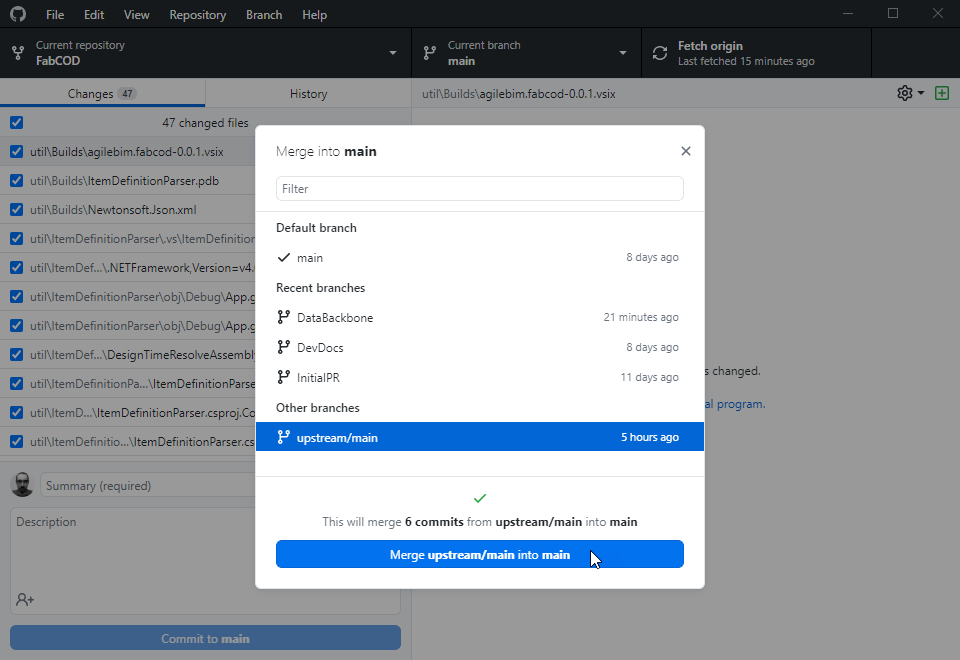 File Edit View Repository Branch Help
Current repository
FabCOD
Current branch
main
Fetch origin
Last fetched 15 minutes ago
Changes 47
History
util\Builds\agilebim.fabcod-0.0.1.vsix
47 changed files
util\Builds\agilebim.fabcod-0.0.1.vsix
util\Builds\ItemDefinitionParser.pdb
util\Builds\Newtonsoft.Json.xml
util\ItemDefinitionParser\.vs\ItemDefinition
util\ItemDef...\.NETFramework,Version=v4.
util\ItemDefinitionParser\obj\Debug\App.g
util\ItemDefinitionParser\obj\Debug\App.g
util\ItemDef...\DesignTimeResolveAssembly
util\ItemDefinitionPa...\ItemDefinitionParse
util\ItemD...\ItemDefinitionParser.csproj.Co
util\ItemDefinitio...\ItemDefinitionParser.cs
Summary (required)
Description
Commit to main
Merge into main
Filter
Default branch
main 8 days ago
Recent branches
DataBackbone 21 minutes ago
DevDocs 8 days ago
InitialPR 11 days ago
Other branches
upstream/main 5 hours ago
This will merge 6 commits from upstream/main into main
Merge upstream/main into main
s changed.
al program.